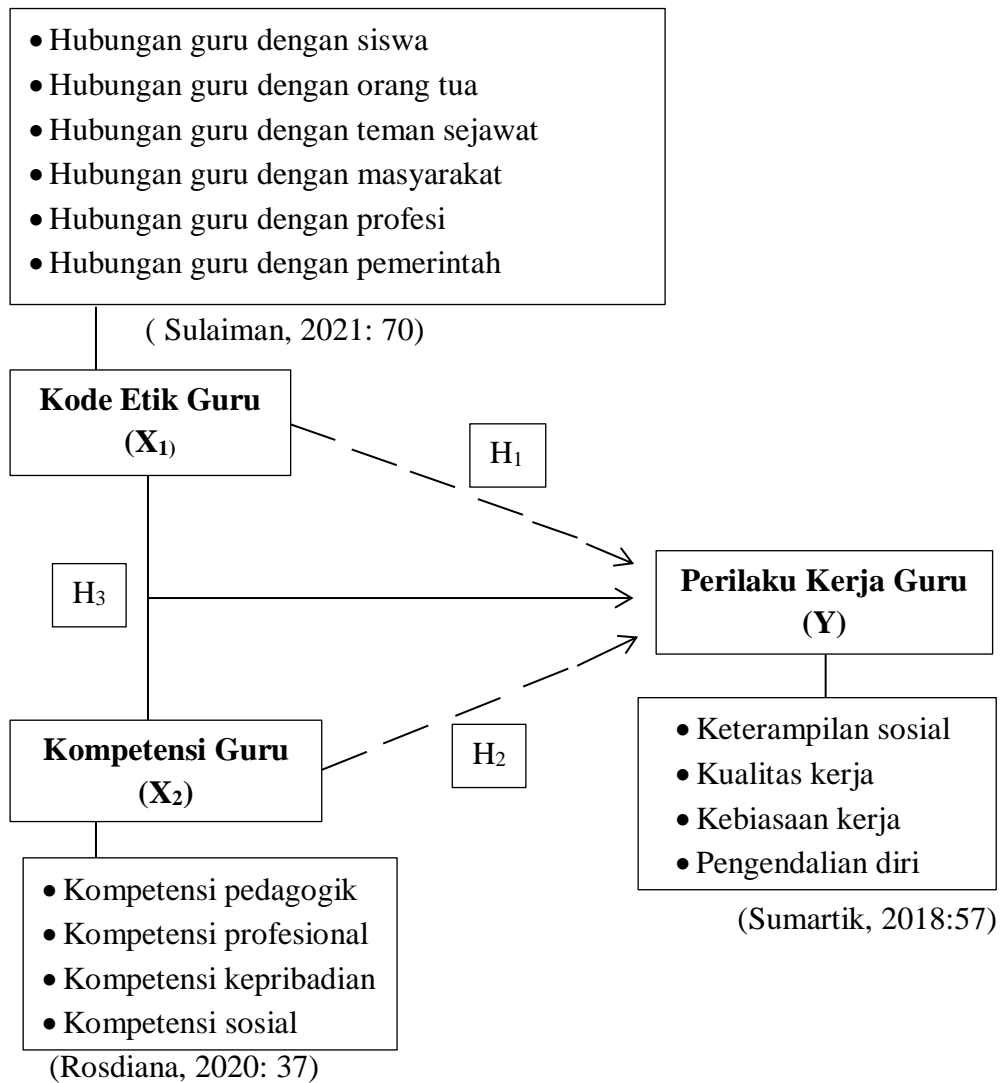 • Hubungan guru dengan siswa
• Hubungan guru dengan orang tua
• Hubungan guru dengan teman sejawat
• Hubungan guru dengan masyarakat
• Hubungan guru dengan profesi
• Hubungan guru dengan pemerintah
( Sulaiman, 2021: 70)
Kode Etik Guru
(X₁)
H₁
H₃
Perilaku Kerja Guru
(Y)
Kompetensi Guru
(X₂)
H₂
• Keterampilan sosial
• Kualitas kerja
• Kebiasaan kerja
• Pengendalian diri
(Sumartik, 2018:57)
• Kompetensi pedagogik
• Kompetensi profesional
• Kompetensi kepribadian
• Kompetensi sosial
(Rosdiana, 2020: 37)